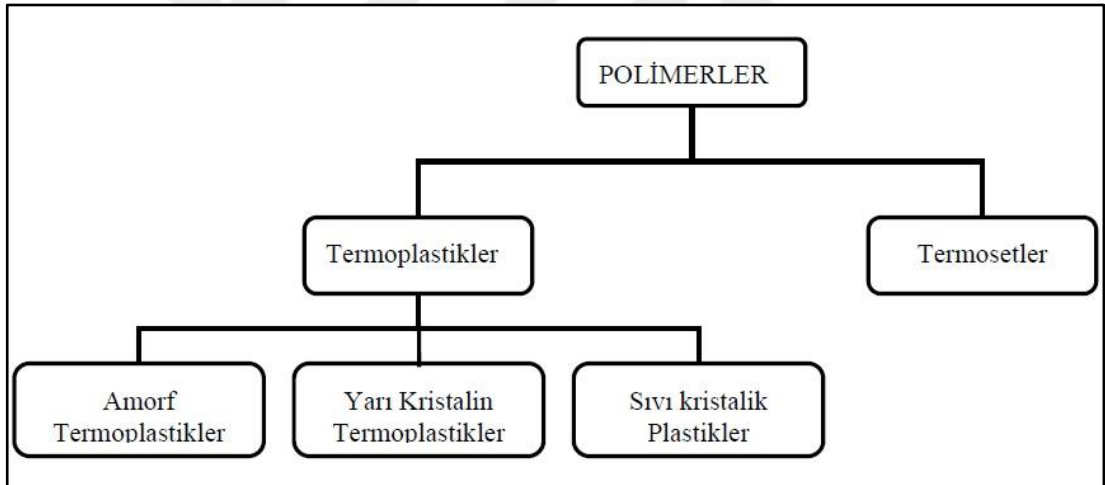 POLİMERLER
Termoplastikler
Termosetler
Amorf
Termoplastikler
Yarı Kristalin
Termoplastikler
Sıvı kristalik
Plastikler